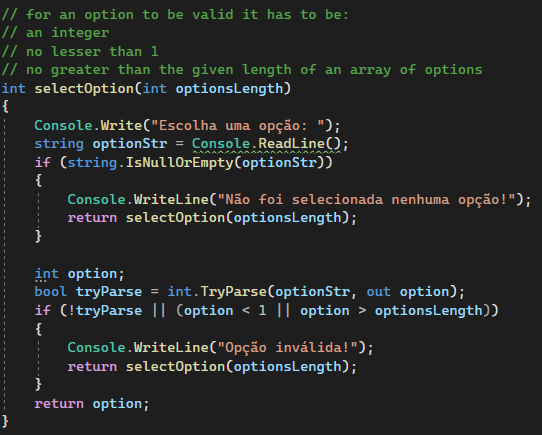 // for an option to be valid it has to be:
// an integer
// no lesser than 1
// no greater than the given length of an array of options
int selectOption(int optionsLength)
{
    Console.Write("Escolha uma opção: ");
    string optionStr = Console.ReadLine();
    if (string.IsNullOrEmpty(optionStr))
    {
        Console.WriteLine("Não foi selecionada nenhuma opção!");
        return selectOption(optionsLength);
    }

    int option;
    bool tryParse = int.TryParse(optionStr, out option);
    if (!tryParse || (option < 1 || option > optionsLength))
    {
        Console.WriteLine("Opção inválida!");
        return selectOption(optionsLength);
    }
    return option;
}